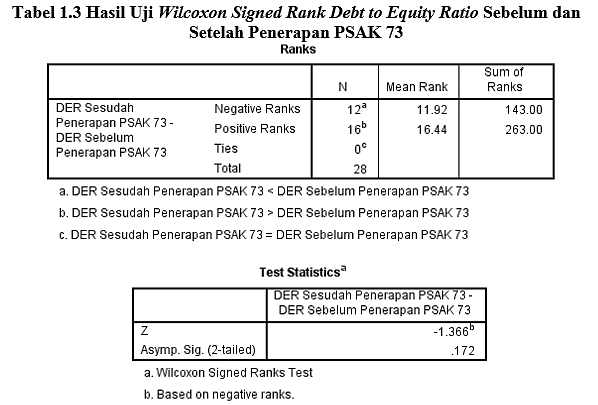 Tabel 1.3 Hasil Uji Wilcoxon Signed Rank Debt to Equity Ratio Sebelum dan
Setelah Penerapan PSAK 73
Ranks
N Mean Rank Sum of Ranks
DER Sesudah Penerapan PSAK 73 - DER Sebelum Penerapan PSAK 73 Negative Ranks 12a 11.92 143.00
Positive Ranks 16b 16.44 263.00
Ties 0c
Total 28
a. DER Sesudah Penerapan PSAK 73 < DER Sebelum Penerapan PSAK 73
b. DER Sesudah Penerapan PSAK 73 > DER Sebelum Penerapan PSAK 73
c. DER Sesudah Penerapan PSAK 73 = DER Sebelum Penerapan PSAK 73
Test Statisticsa
DER Sesudah Penerapan PSAK 73 -
DER Sebelum Penerapan PSAK 73
Z -1.366b
Asymp. Sig. (2-tailed) .172
a. Wilcoxon Signed Ranks Test
b. Based on negative ranks.